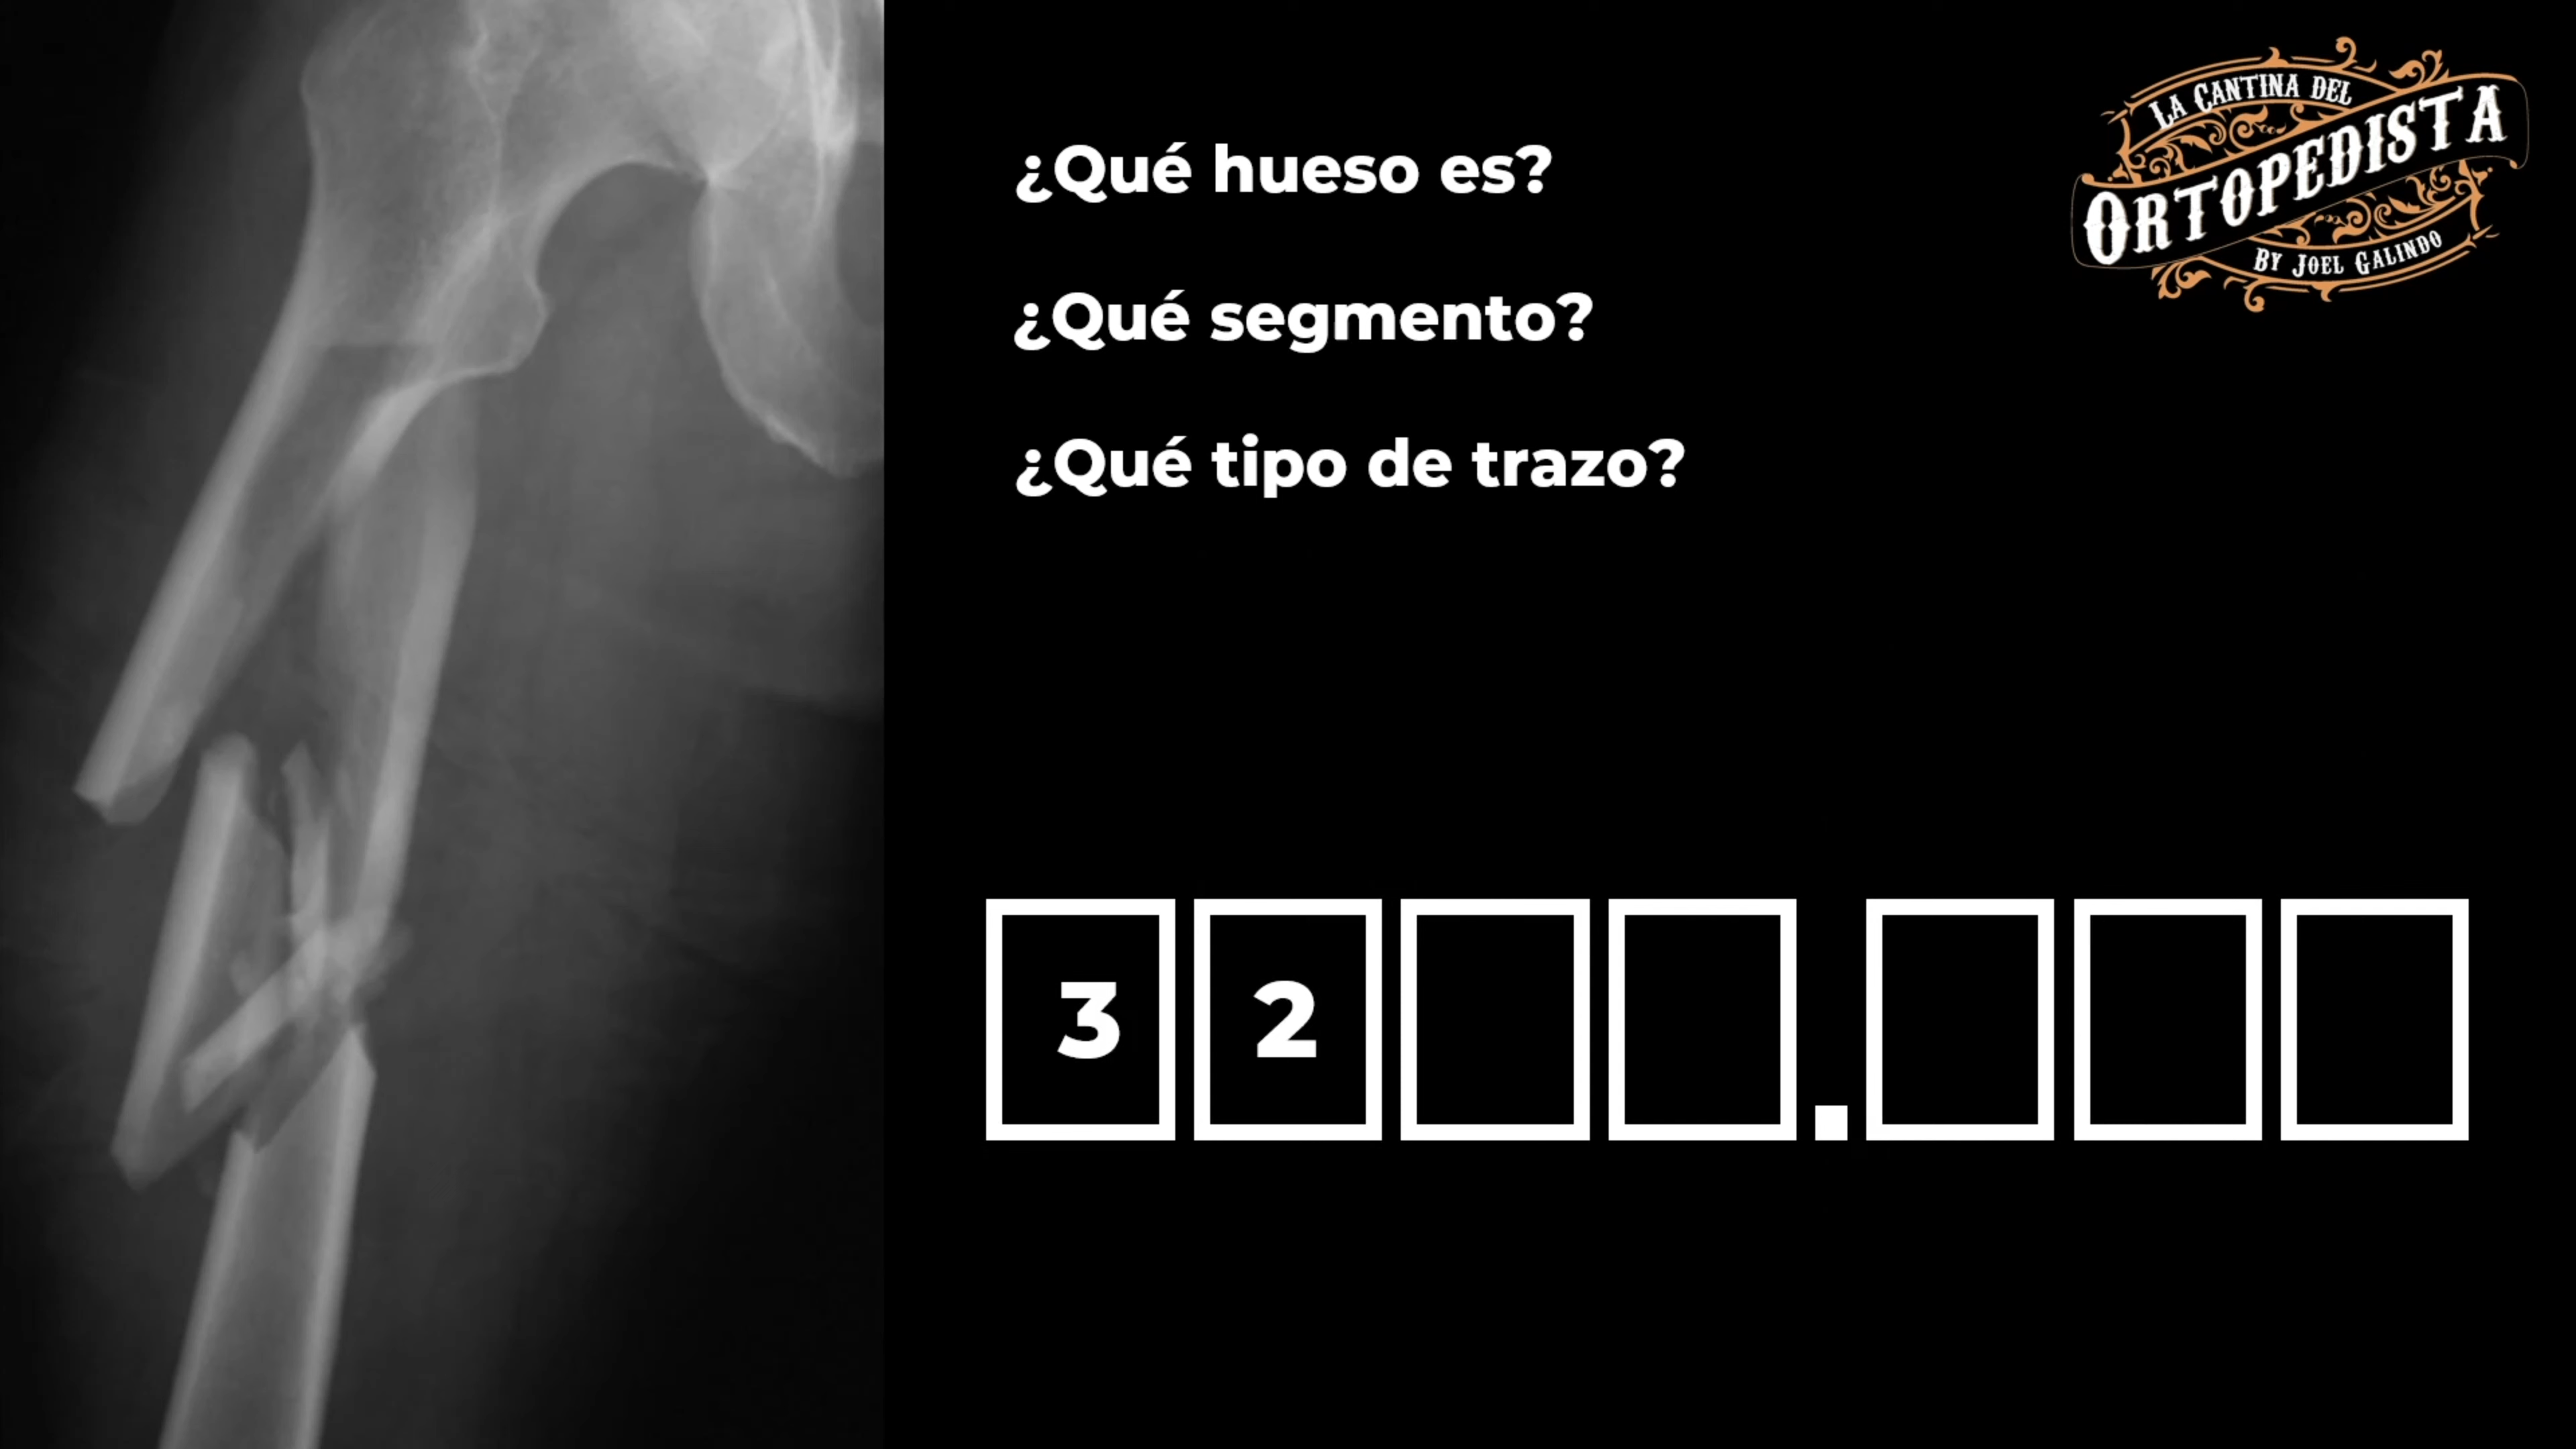 ¿Qué hueso es?
¿Qué segmento?
¿Qué tipo de trazo?
LA CANTINA DEL
ORTOPEDISTA
BY JOEL GALINDO
3 2 .